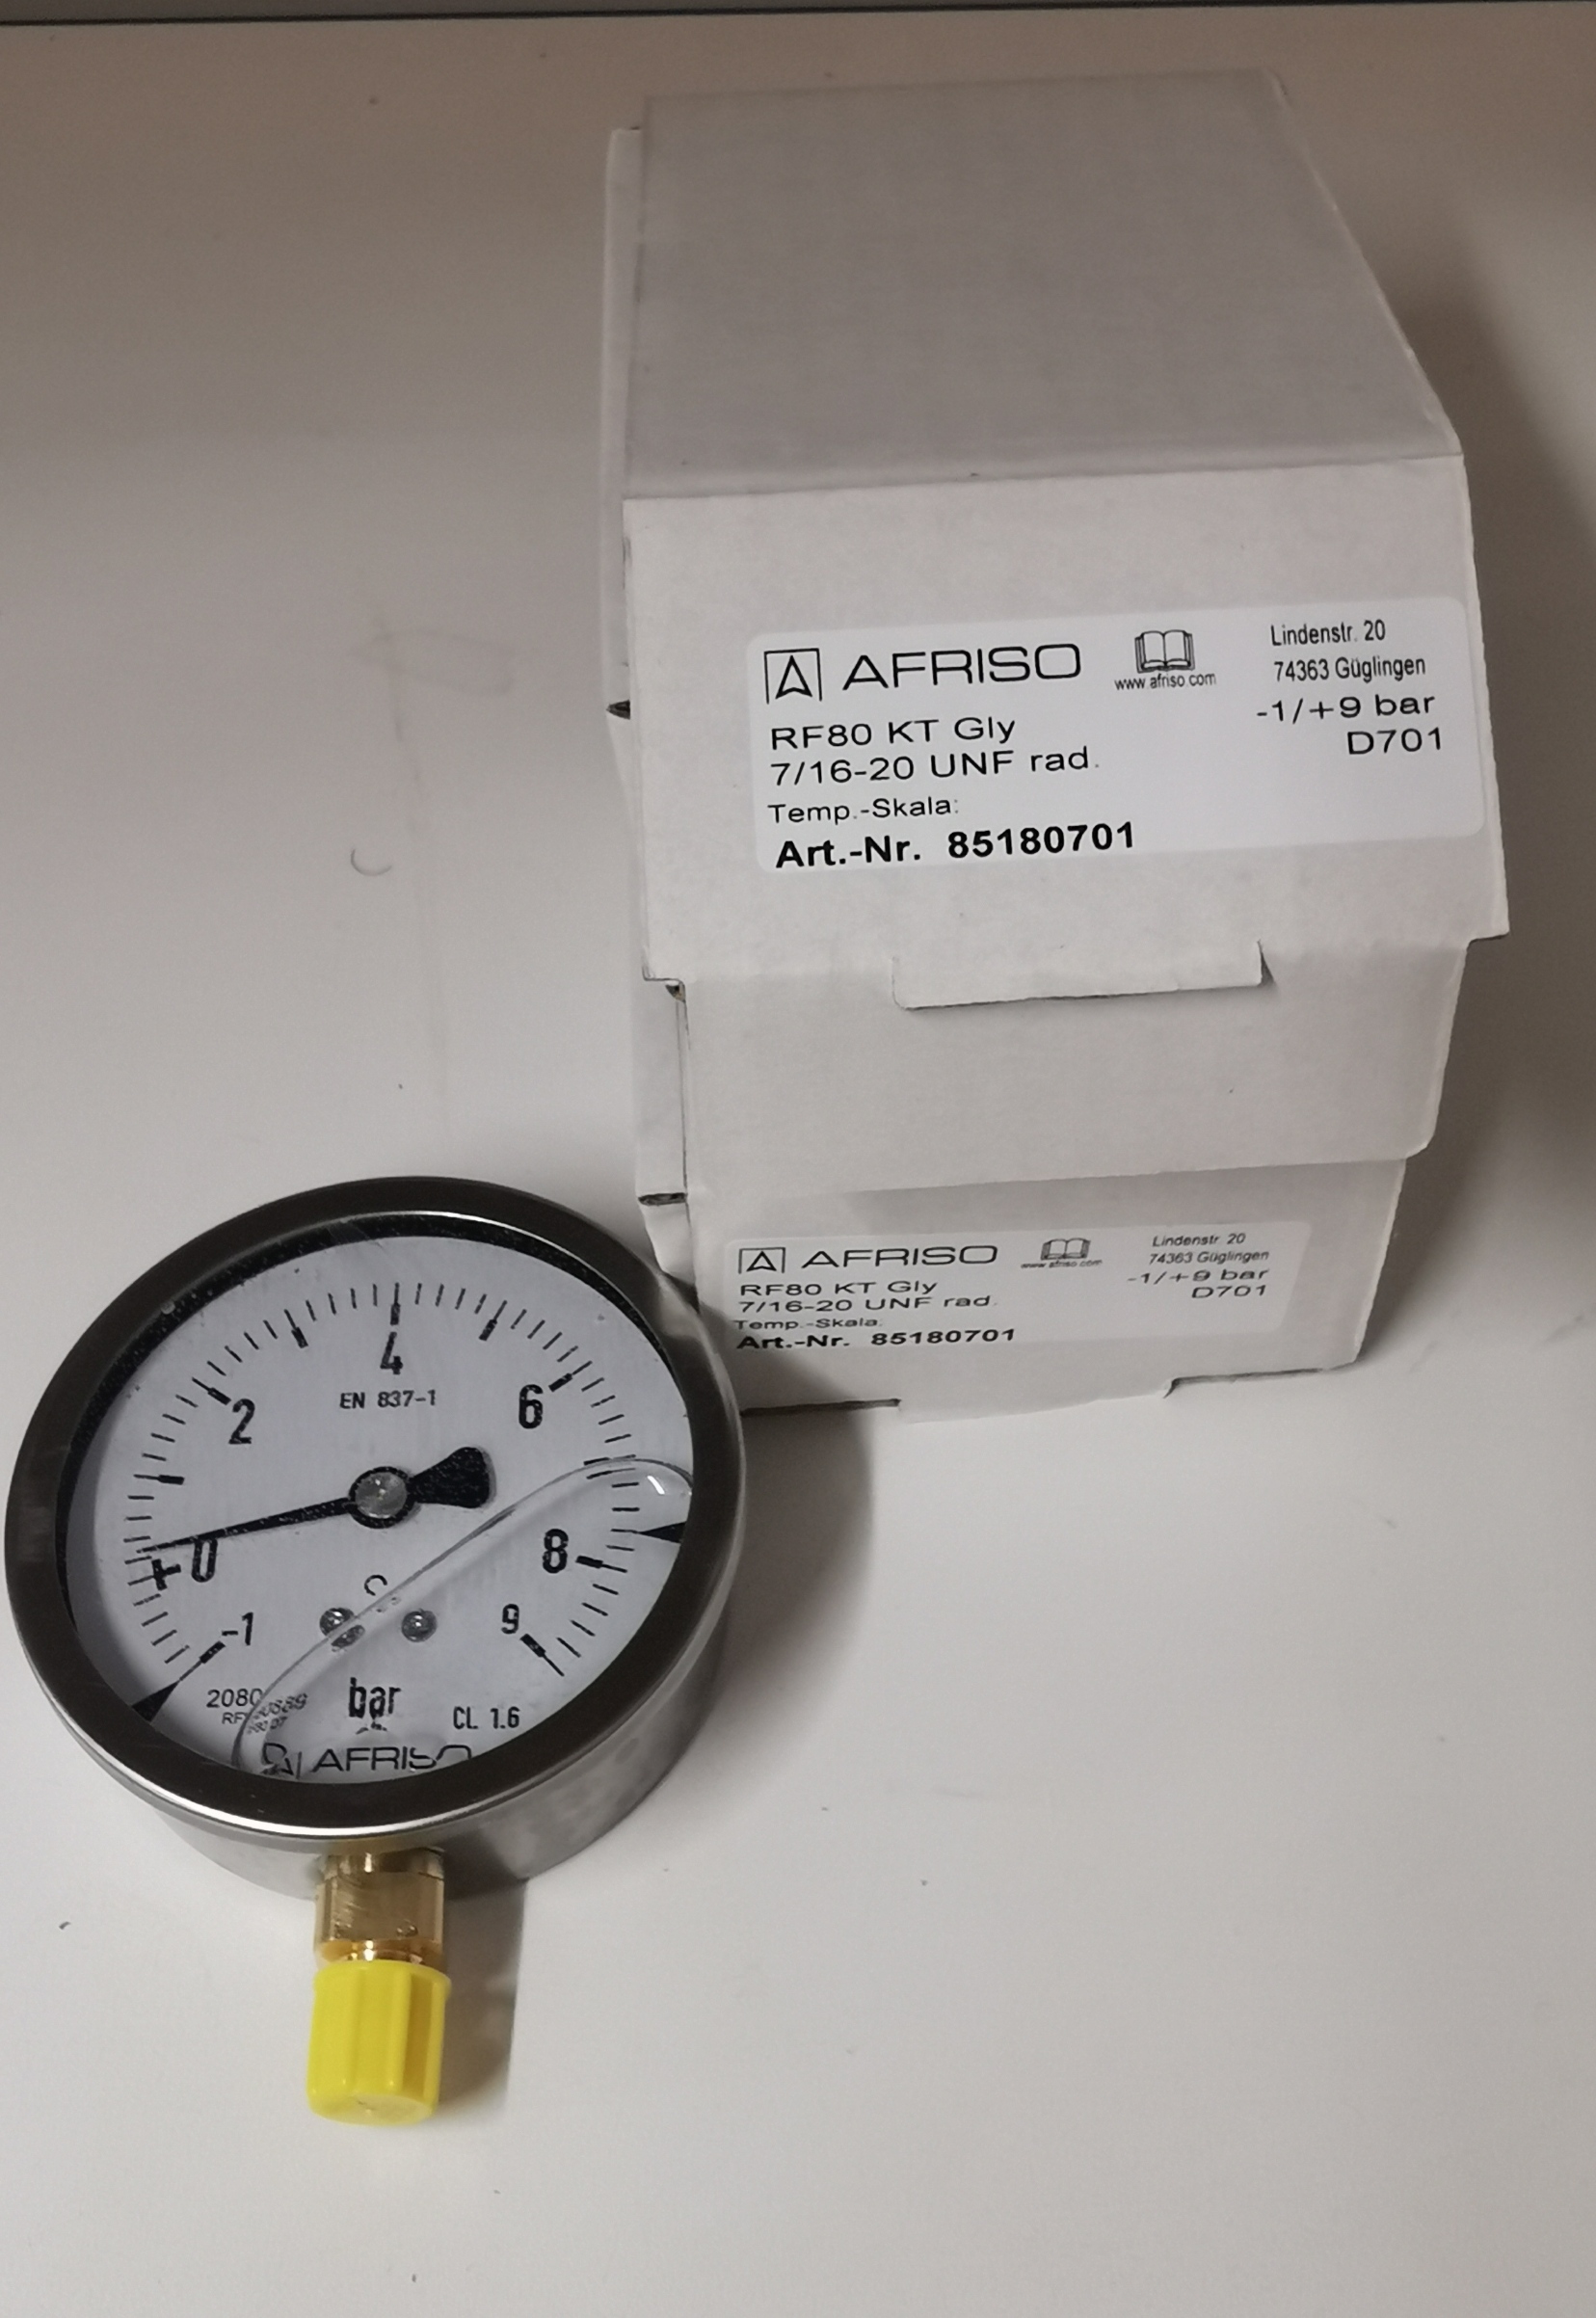 AFRISO
www.afriso.com
Lindenstr. 20
74363 Güglingen
RF80 KT Gly
-1/+9 bar
7/16-20 UNF rad.
D701
Temp.-Skala:
Art.-Nr. 85180701
AFRISO
www.afriso.com
Lindenstr. 20
74363 Güglingen
RF80 KT Gly
-1/+9 bar
7/16-20 UNF rad.
D701
Temp.-Skala:
Art.-Nr. 85180701
4
EN 837-1
2
6
0
8
-1
9
bar
CL 1.6
AFRISO